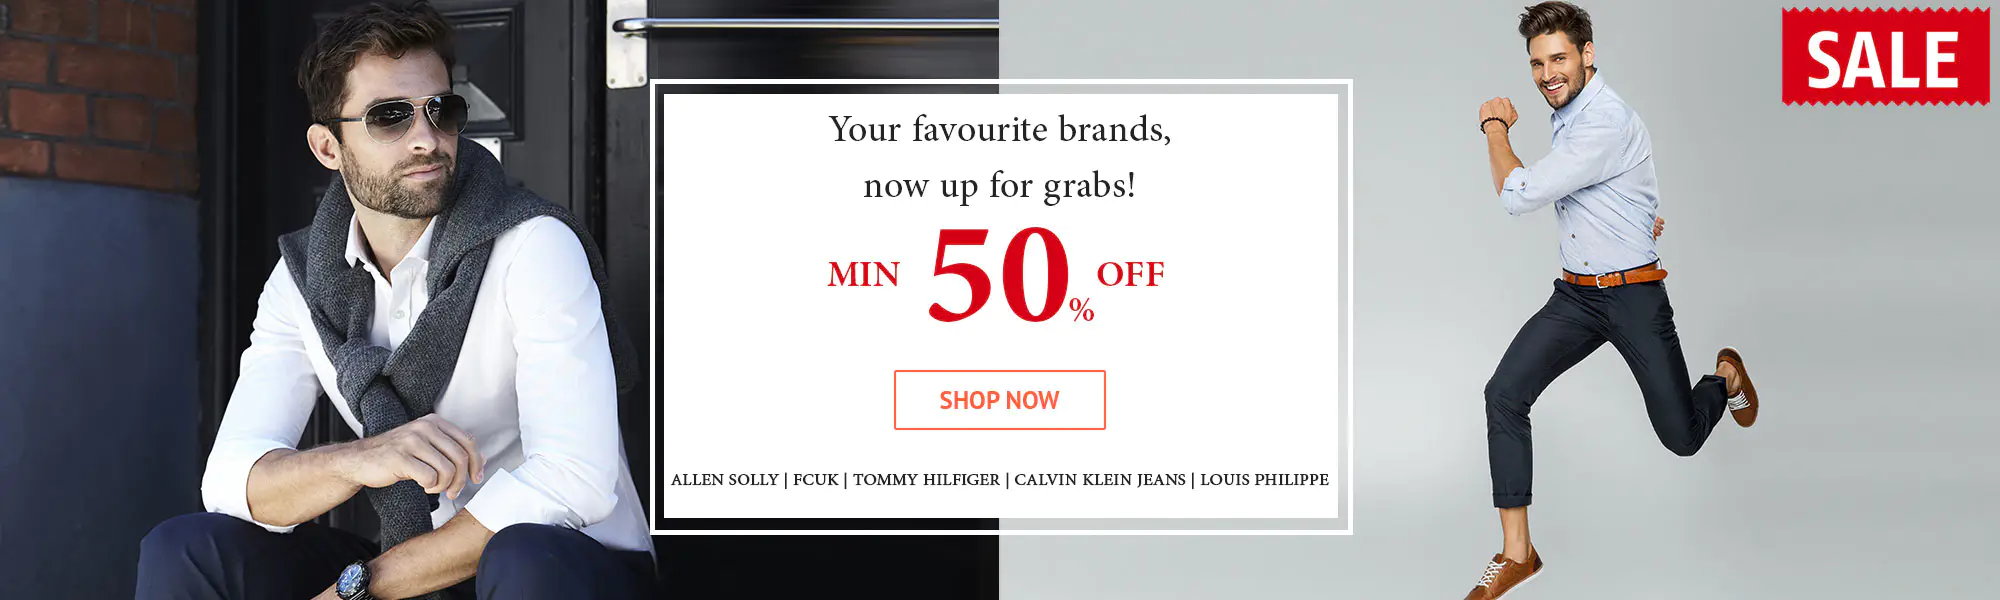 SALE
Your favourite brands,
now up for grabs!
MIN 50% OFF
SHOP NOW
ALLEN SOLLY | FCUK | TOMMY HILFIGER | CALVIN KLEIN JEANS | LOUIS PHILIPPE